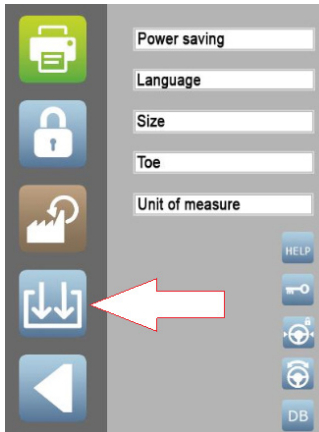 Power saving
Language
Size
Toe
Unit of measure
HELP
DB